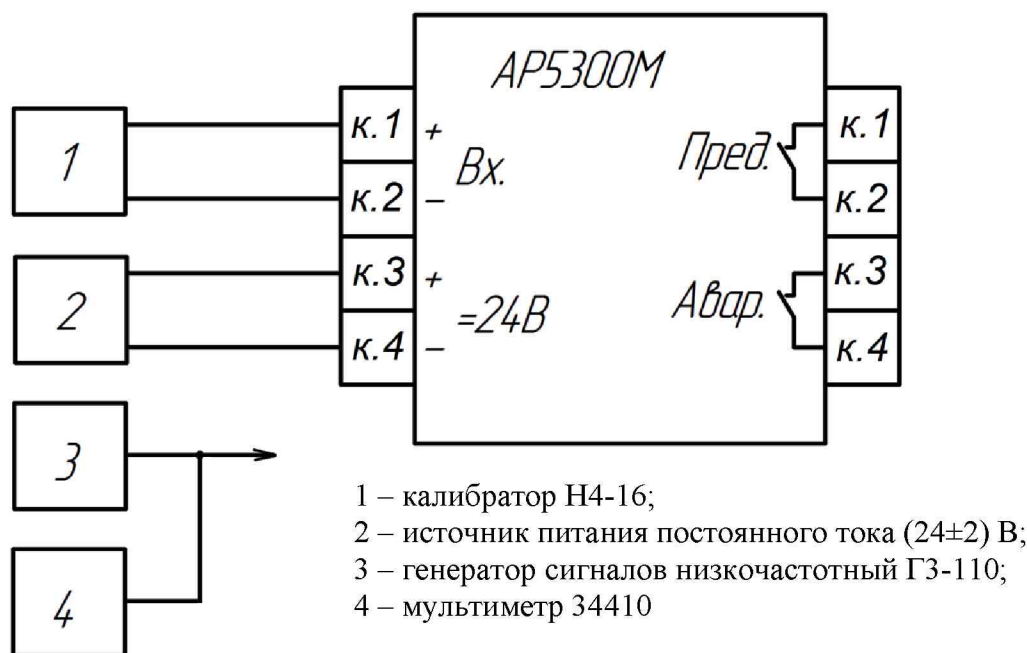 АР5300М
1
к.1 +
Вх.
к.2 –
2
к.3 +
=24В
к.4 –
Пред.
к.1
к.2
Авар.
к.3
к.4
3
4
1 – калибратор Н4-16;
2 – источник питания постоянного тока (24±2) В;
3 – генератор сигналов низкочастотный Г3-110;
4 – мультиметр 34410